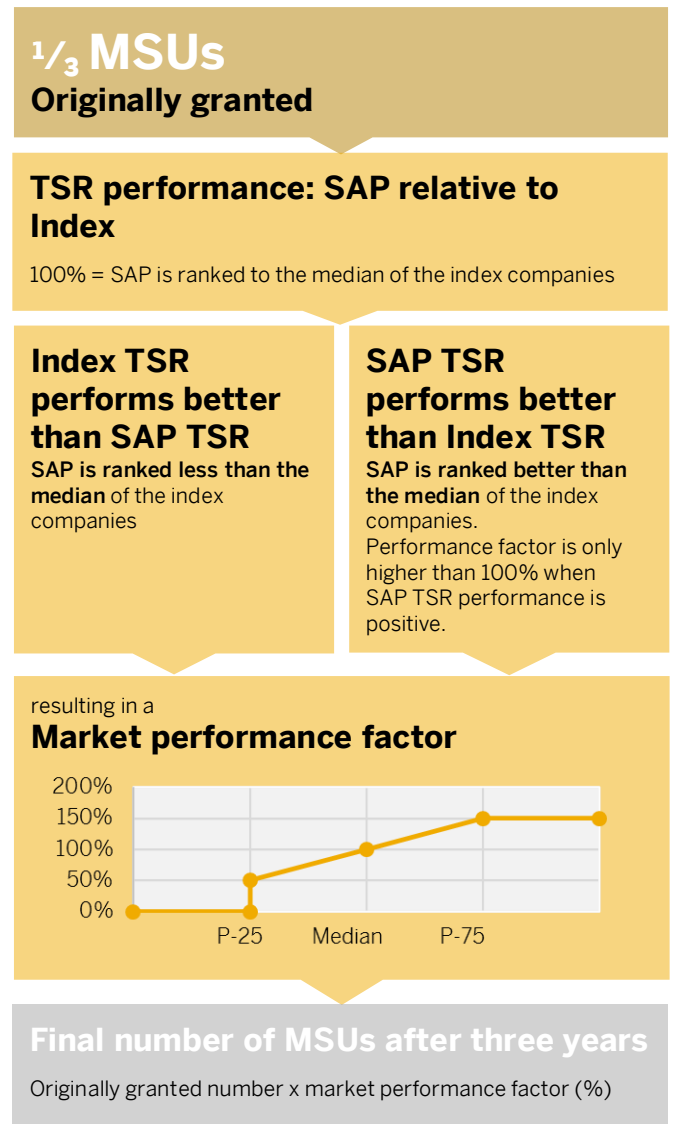 ⅓ MSUs
Originally granted
TSR performance: SAP relative to
Index
100% = SAP is ranked to the median of the index companies
Index TSR
performs better
than SAP TSR
SAP is ranked less than the
median of the index
companies
SAP TSR
performs better
than Index TSR
SAP is ranked better than
the median of the index
companies.
Performance factor is only
higher than 100% when
SAP TSR performance is
positive.
resulting in a
Market performance factor
200%
150%
100%
50%
0%
P-25 Median P-75
Final number of MSUs after three years
Originally granted number x market performance factor (%)